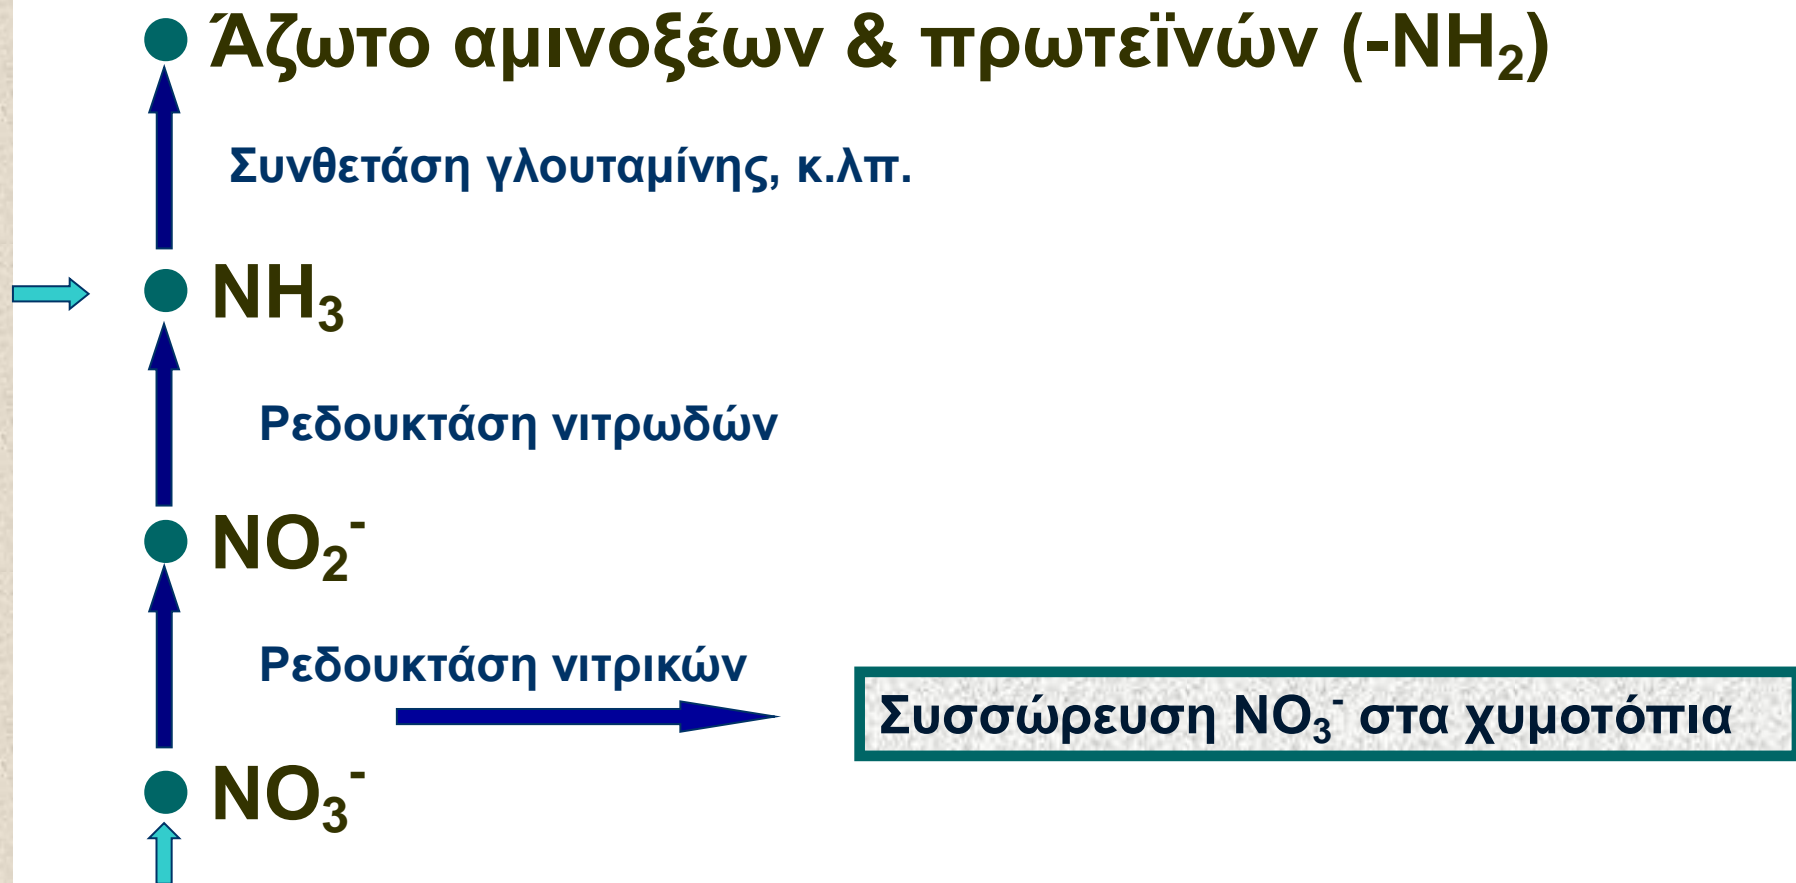 Άζωτο αμινοξέων & πρωτεϊνών (-NH₂)
Συνθετάση γλουταμίνης, κ.λπ.
NH₃
Ρεδουκτάση νιτρωδών
NO₂⁻
Ρεδουκτάση νιτρικών
Συσσώρευση NO₃⁻ στα χυμοτόπια
NO₃⁻